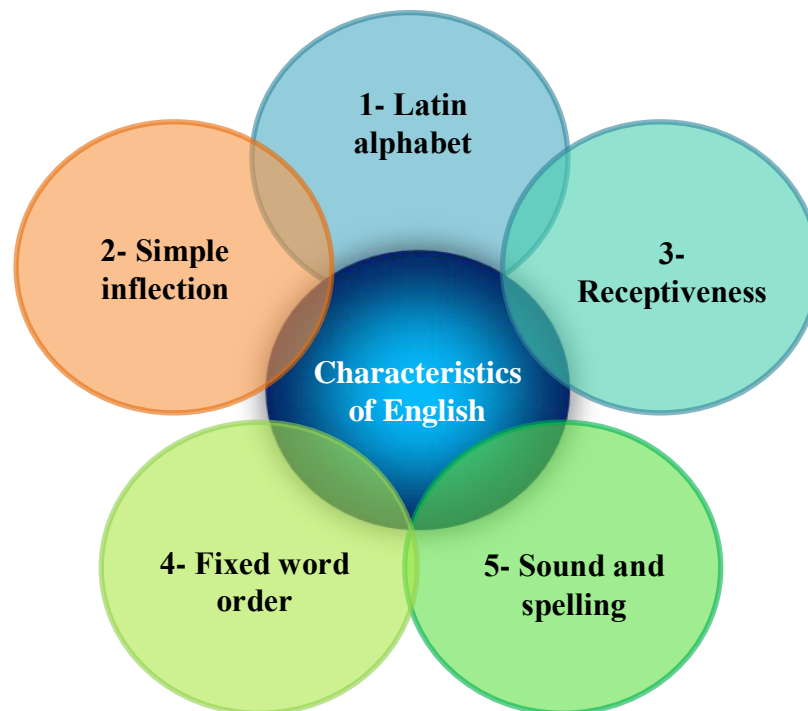 1- Latin
alphabet
2- Simple
inflection
3-
Receptiveness
Characteristics
of English
4- Fixed word
order
5- Sound and
spelling